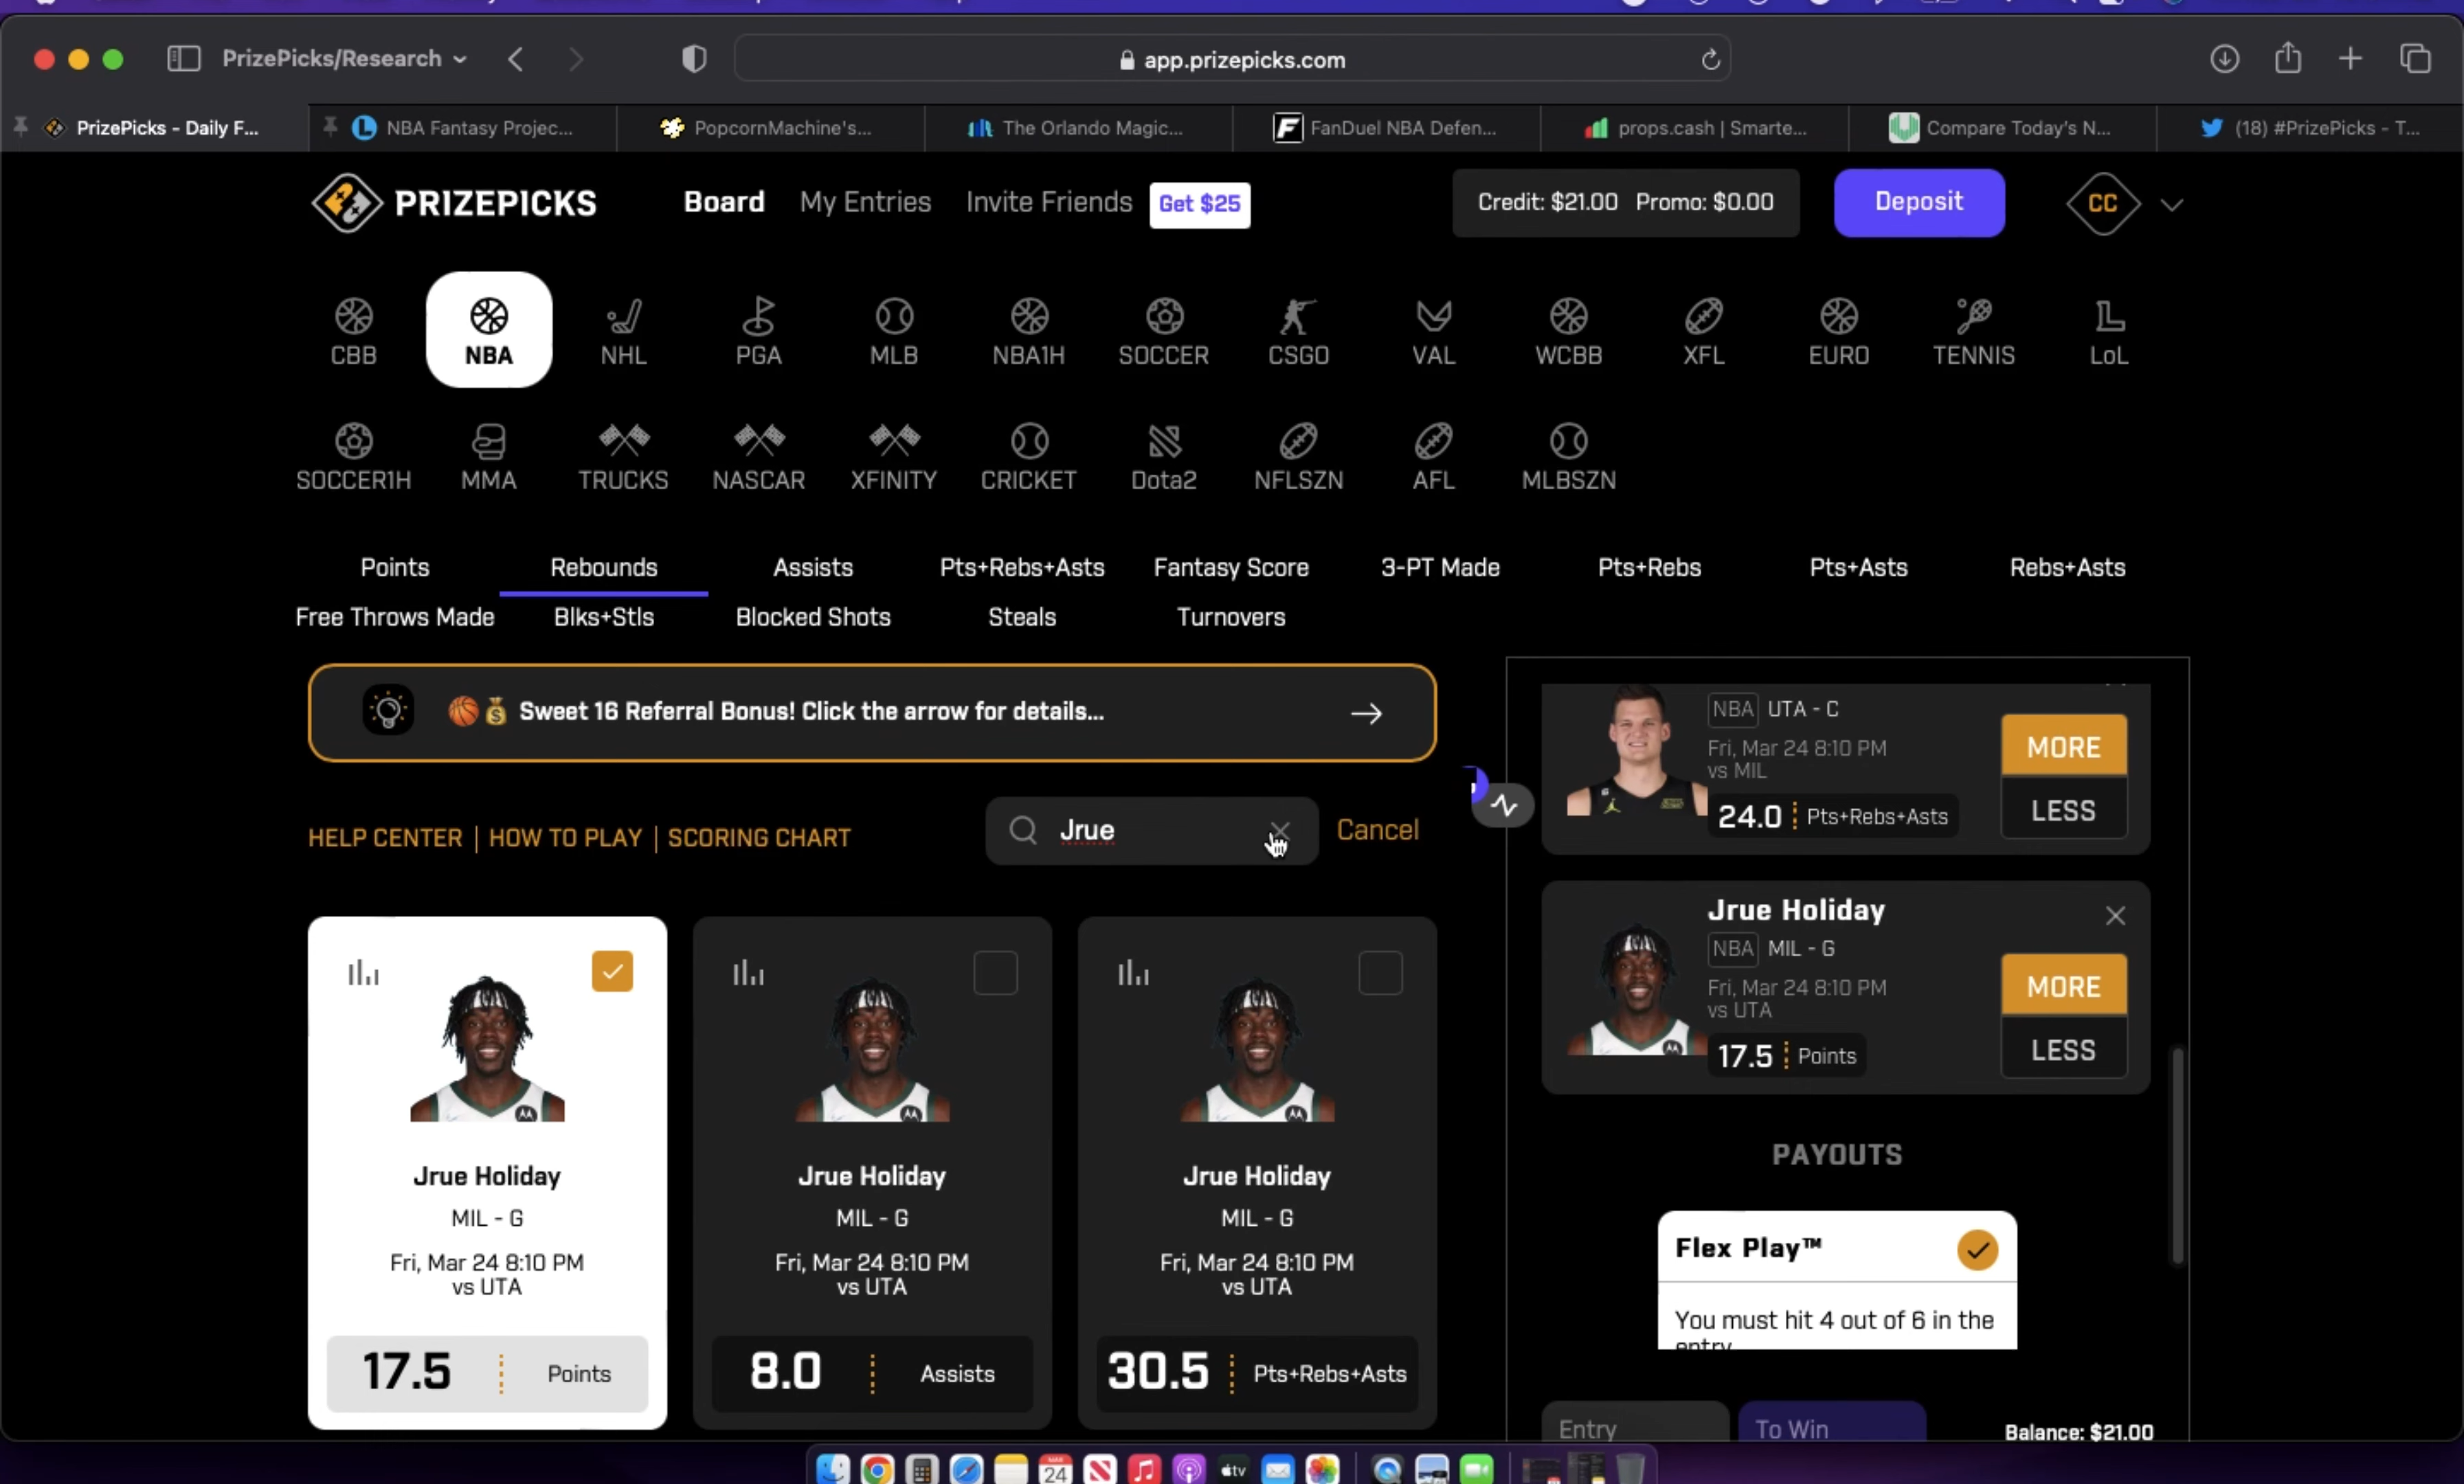 PrizePicks/Research
app.prizepicks.com
PrizePicks - Daily F...
NBA Fantasy Projec...
PopcornMachine's...
The Orlando Magic...
FanDuel NBA Defen...
props.cash | Smarte...
Compare Today's N...
(18) #PrizePicks - T...
PRIZEPICKS
Board
My Entries
Invite Friends
Get $25
Credit: $21.00 Promo: $0.00
Deposit
CC
CBB
NBA
NHL
PGA
MLB
NBA1H
SOCCER
CSGO
VAL
WCBB
XFL
EURO
TENNIS
LoL
SOCCER1H
MMA
TRUCKS
NASCAR
XFINITY
CRICKET
Dota2
NFLSZN
AFL
MLBSZN
Points
Rebounds
Assists
Pts+Rebs+Asts
Fantasy Score
3-PT Made
Pts+Rebs
Pts+Asts
Rebs+Asts
Free Throws Made
Blks+Stls
Blocked Shots
Steals
Turnovers
Sweet 16 Referral Bonus! Click the arrow for details...
HELP CENTER | HOW TO PLAY | SCORING CHART
Jrue
Cancel
Jrue Holiday
MIL - G
Fri, Mar 24 8:10 PM
vs UTA
17.5 Points
Jrue Holiday
MIL - G
Fri, Mar 24 8:10 PM
vs UTA
8.0 Assists
Jrue Holiday
MIL - G
Fri, Mar 24 8:10 PM
vs UTA
30.5 Pts+Rebs+Asts
NBA UTA - C
Fri, Mar 24 8:10 PM
vs MIL
24.0 Pts+Rebs+Asts
MORE
LESS
Jrue Holiday
NBA MIL - G
Fri, Mar 24 8:10 PM
vs UTA
17.5 Points
MORE
LESS
PAYOUTS
Flex Play™
You must hit 4 out of 6 in the
entry
Entry
To Win
Balance: $21.00
MAR
24
tv